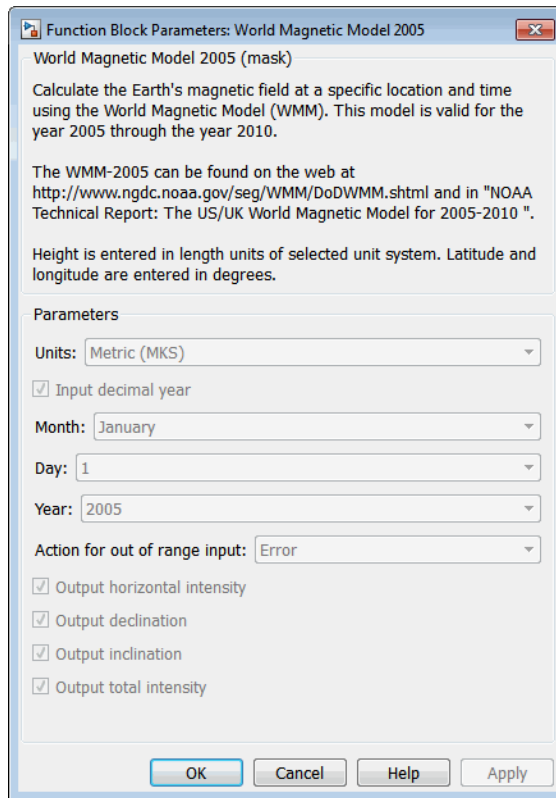 Function Block Parameters: World Magnetic Model 2005
World Magnetic Model 2005 (mask)
Calculate the Earth's magnetic field at a specific location and time
using the World Magnetic Model (WMM). This model is valid for the
year 2005 through the year 2010.
The WMM-2005 can be found on the web at
http://www.ngdc.noaa.gov/seg/WMM/DoDWMM.shtml and in "NOAA
Technical Report: The US/UK World Magnetic Model for 2005-2010 ".
Height is entered in length units of selected unit system. Latitude and
longitude are entered in degrees.
Parameters
Units: Metric (MKS)
Input decimal year
Month: January
Day: 1
Year: 2005
Action for out of range input: Error
Output horizontal intensity
Output declination
Output inclination
Output total intensity
OK Cancel Help Apply